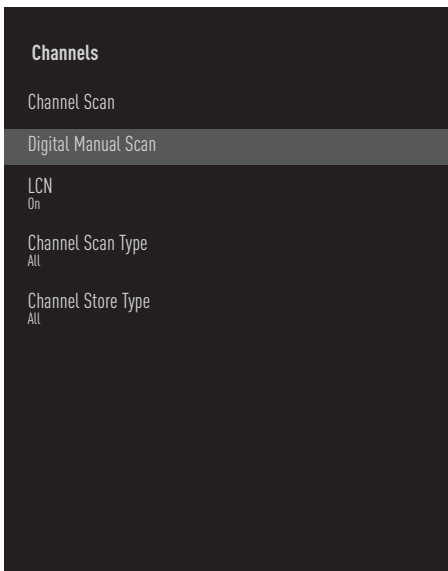 Channels
Channel Scan
Digital Manual Scan
LCN
On
Channel Scan Type
All
Channel Store Type
All